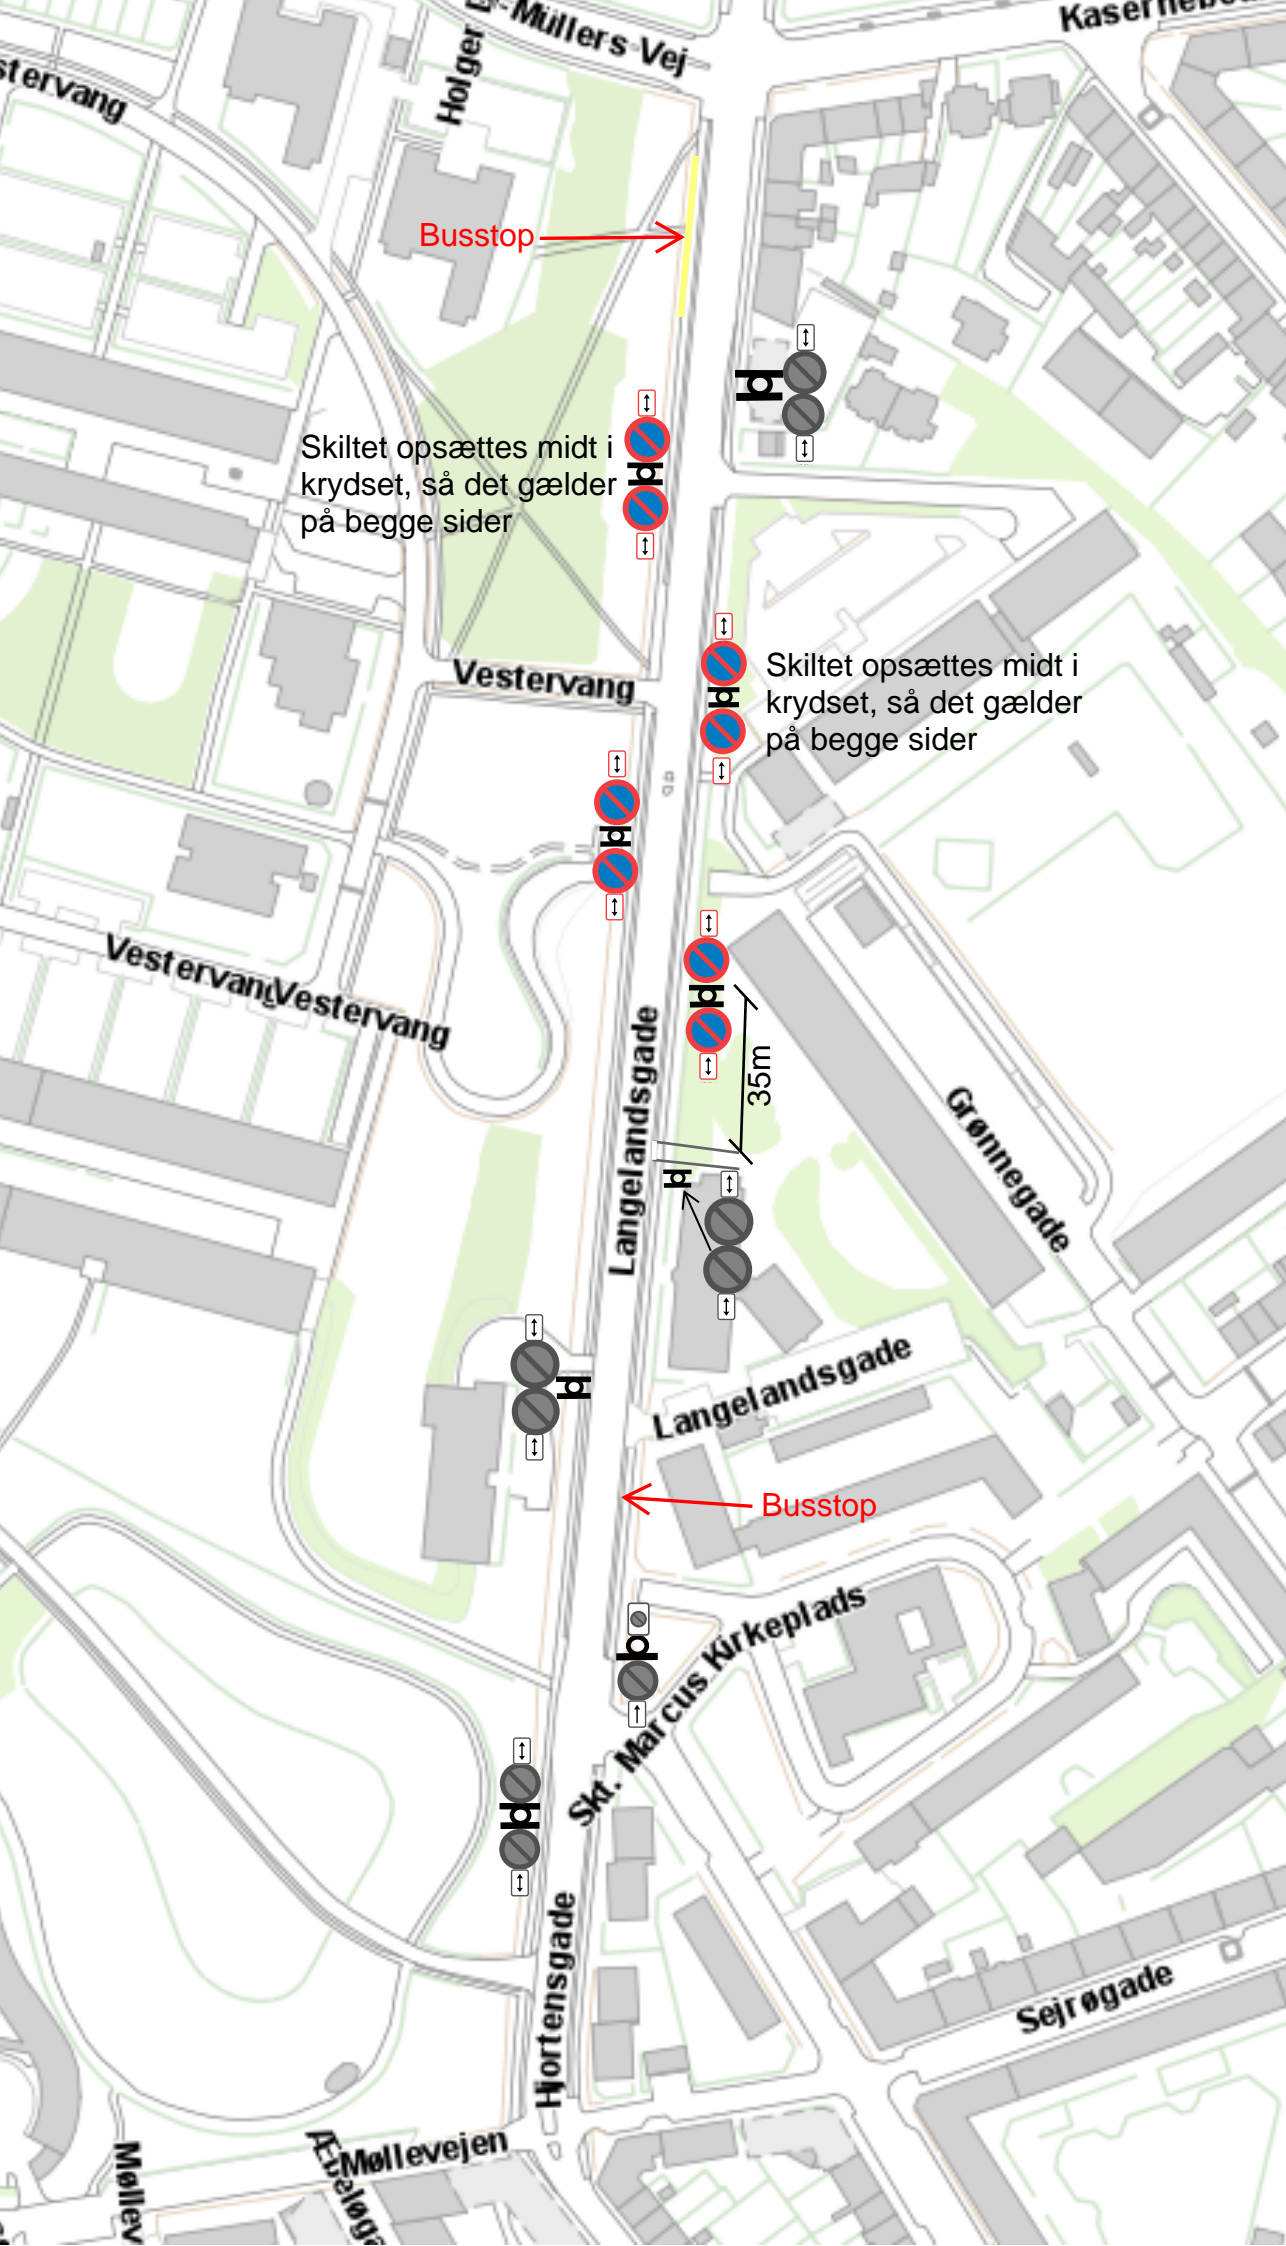 -Müllers-Vej
Holger
stervang
Busstop
Skiltet opsættes midt i
krydset, så det gælder
på begge sider
Vestervang
Skiltet opsættes midt i
krydset, så det gælder
på begge sider
Vestervang
Vestervang
Langelandsgade
35m
Grønnegade
Langelandsgade
Busstop
Skt. Marcus Kirkeplads
Hjortensgade
Sejrøgade
Møllevejen
Møllev